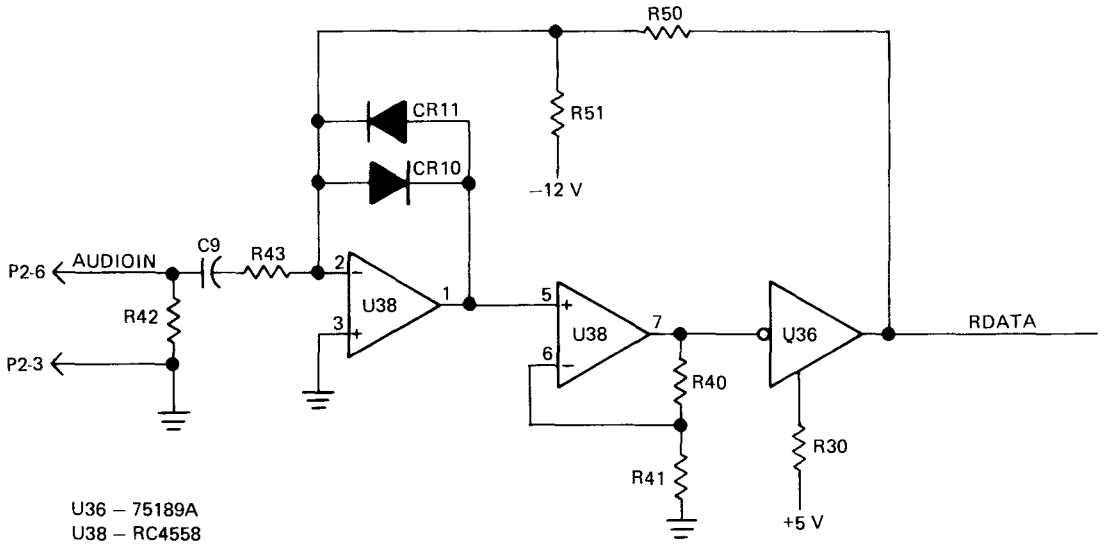 R50
CR11
R51
CR10
−12 V
C9
R43
P2-6
AUDIOIN
2
−
U38
1
3
+
R42
P2-3
5
+
U38
7
6
−
R40
R41
U36
RDATA
R30
+5 V
U36 – 75189A
U38 – RC4558